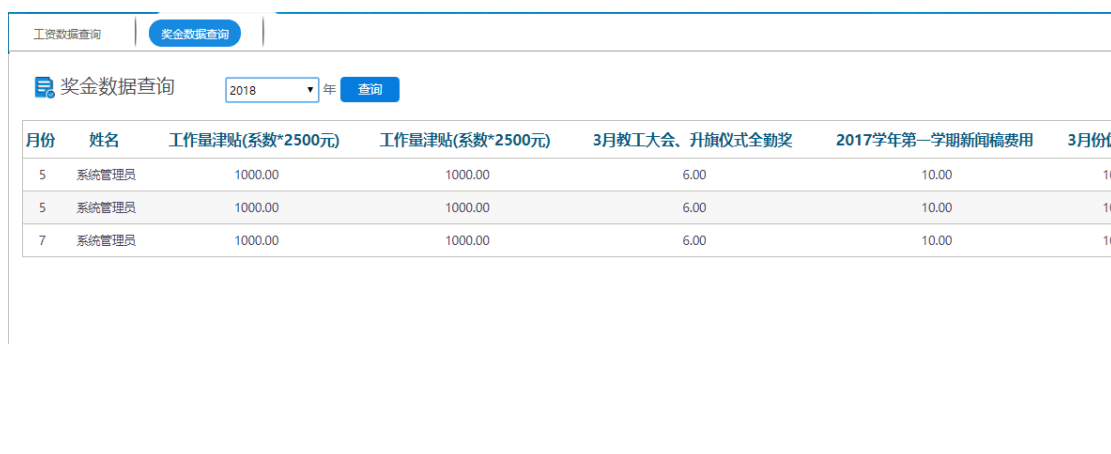 工资数据查询 奖金数据查询
奖金数据查询 2018 年 查询
月份 姓名 工作量津贴(系数*2500元) 工作量津贴(系数*2500元) 3月教工大会、升旗仪式全勤奖 2017学年第一学期新闻稿费用 3月份
5 系统管理员 1000.00 1000.00 6.00 10.00
5 系统管理员 1000.00 1000.00 6.00 10.00
7 系统管理员 1000.00 1000.00 6.00 10.00